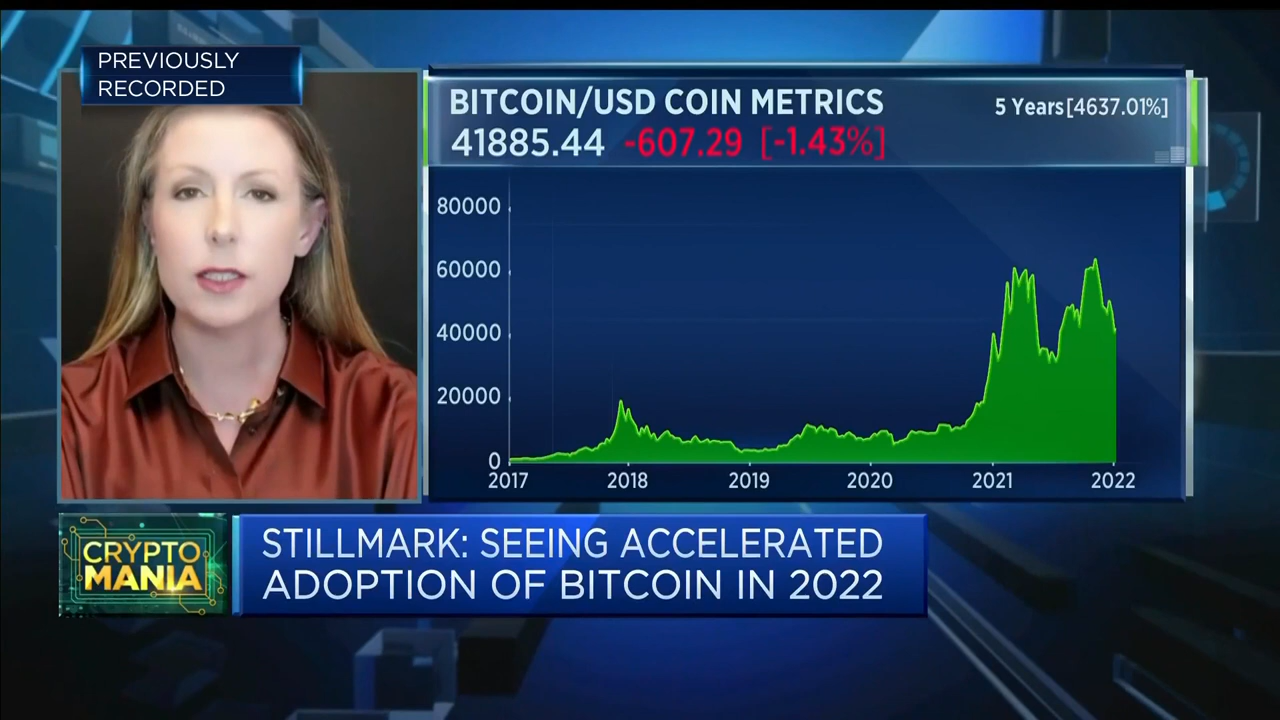 PREVIOUSLY
RECORDED
BITCOIN/USD COIN METRICS
5 Years[4637.01%]
41885.44 -607.29 [-1.43%]
80000
60000
40000
20000
0
2017 2018 2019 2020 2021 2022
CRYPTO
MANIA
STILLMARK: SEEING ACCELERATED
ADOPTION OF BITCOIN IN 2022